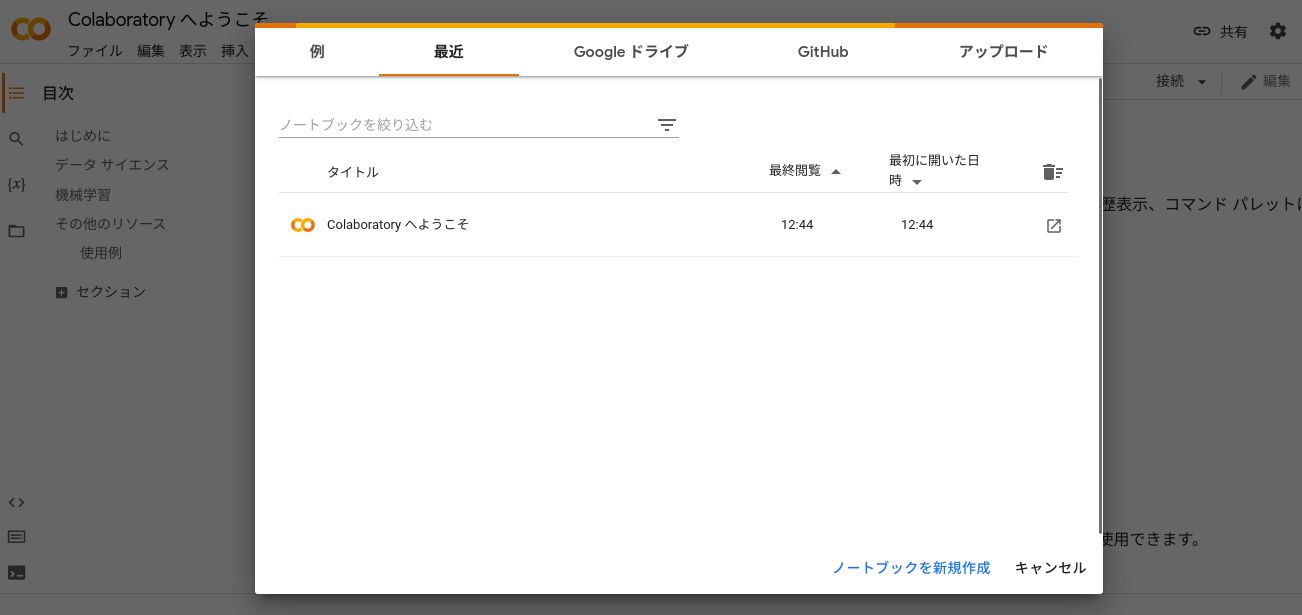 Colaboratory へようこそ
ファイル 編集 表示 挿入
共有
例 最近 Google ドライブ GitHub アップロード
目次
接続 編集
ノートブックを絞り込む
はじめに
データ サイエンス
機械学習
その他のリソース
使用例
セクション
タイトル 最終閲覧 最初に開いた日
時
Colaboratory へようこそ 12:44 12:44
歴表示、コマンド パレットに
使用できます。
ノートブックを新規作成 キャンセル